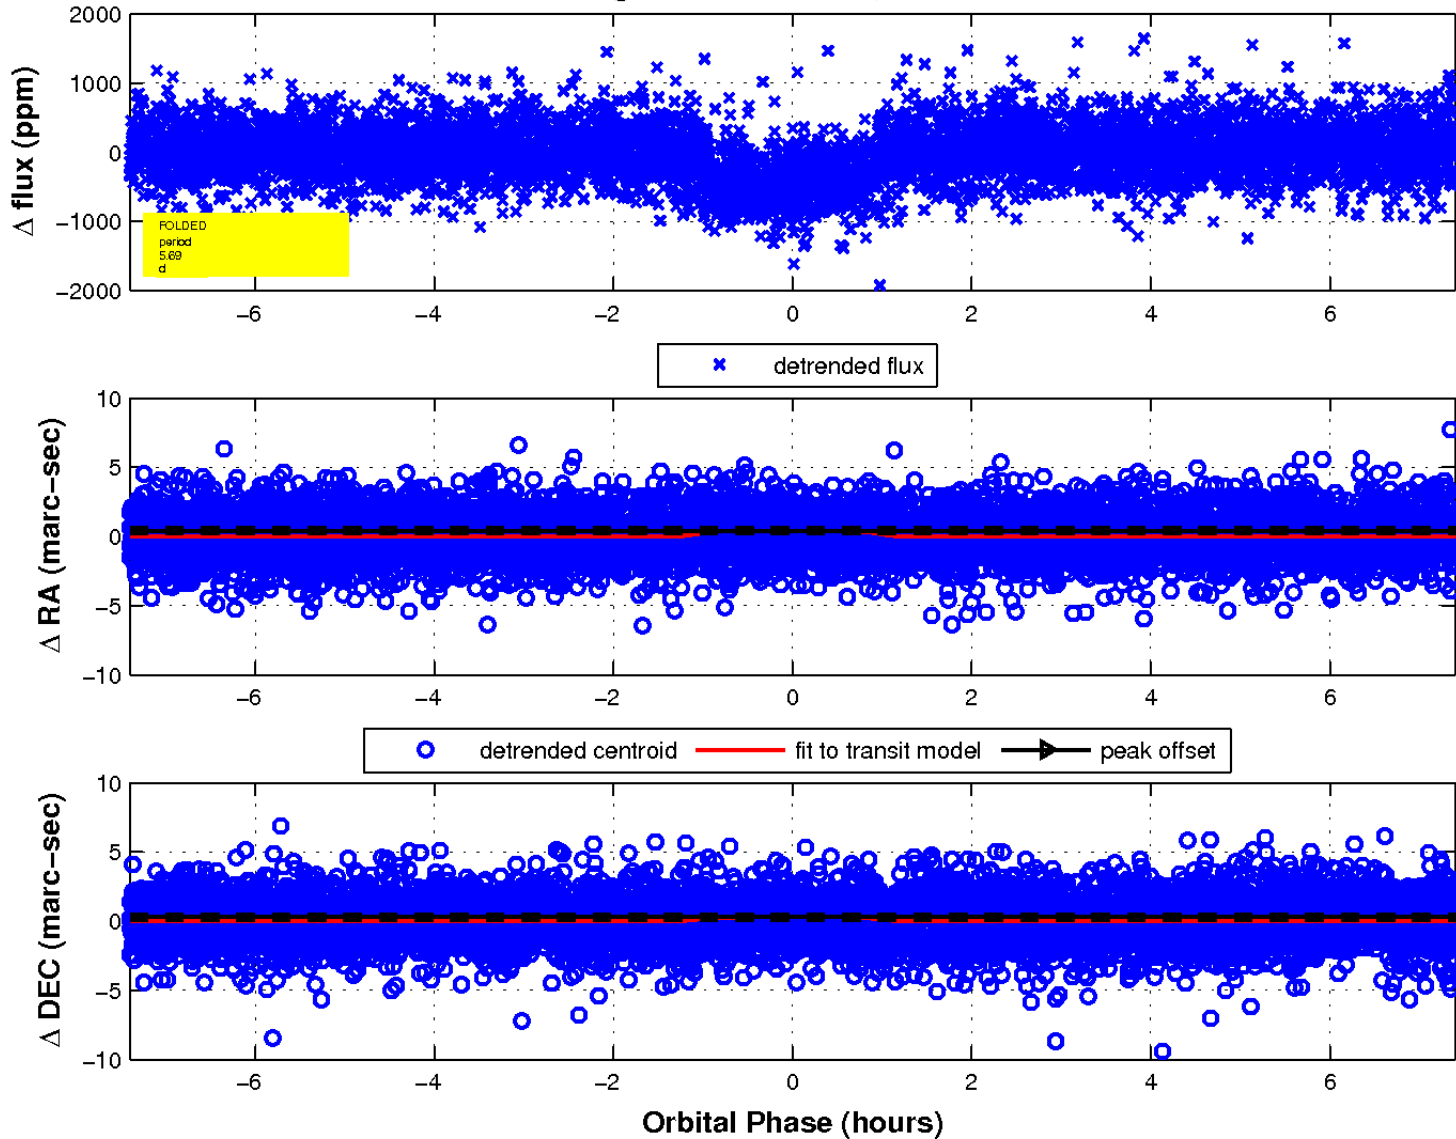 2000
1000
0
−1000
−2000
Δ flux (ppm)
FOLDED
period
5.69
d
−6 −4 −2 0 2 4 6
detrended flux
10
5
0
−5
−10
Δ RA (marc−sec)
−6 −4 −2 0 2 4 6
detrended centroid fit to transit model peak offset
10
5
0
−5
−10
Δ DEC (marc−sec)
−6 −4 −2 0 2 4 6
Orbital Phase (hours)